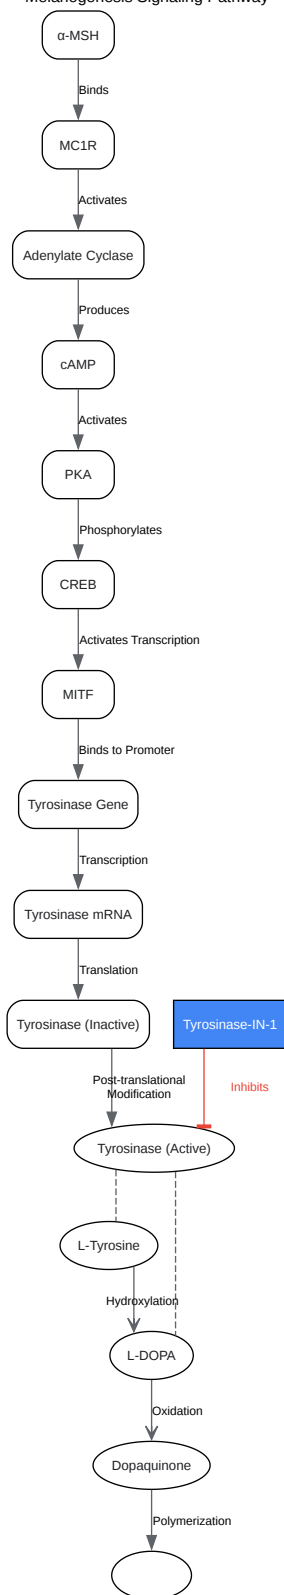 Melanogenesis Signaling Pathway
α-MSH
Binds
MC1R
Activates
Adenylate Cyclase
Produces
cAMP
Activates
PKA
Phosphorylates
CREB
Activates Transcription
MITF
Binds to Promoter
Tyrosinase Gene
Transcription
Tyrosinase mRNA
Translation
Tyrosinase (Inactive)
Tyrosinase-IN-1
Post-translational
Modification
Inhibits
Tyrosinase (Active)
L-Tyrosine
Hydroxylation
L-DOPA
Oxidation
Dopaquinone
Polymerization